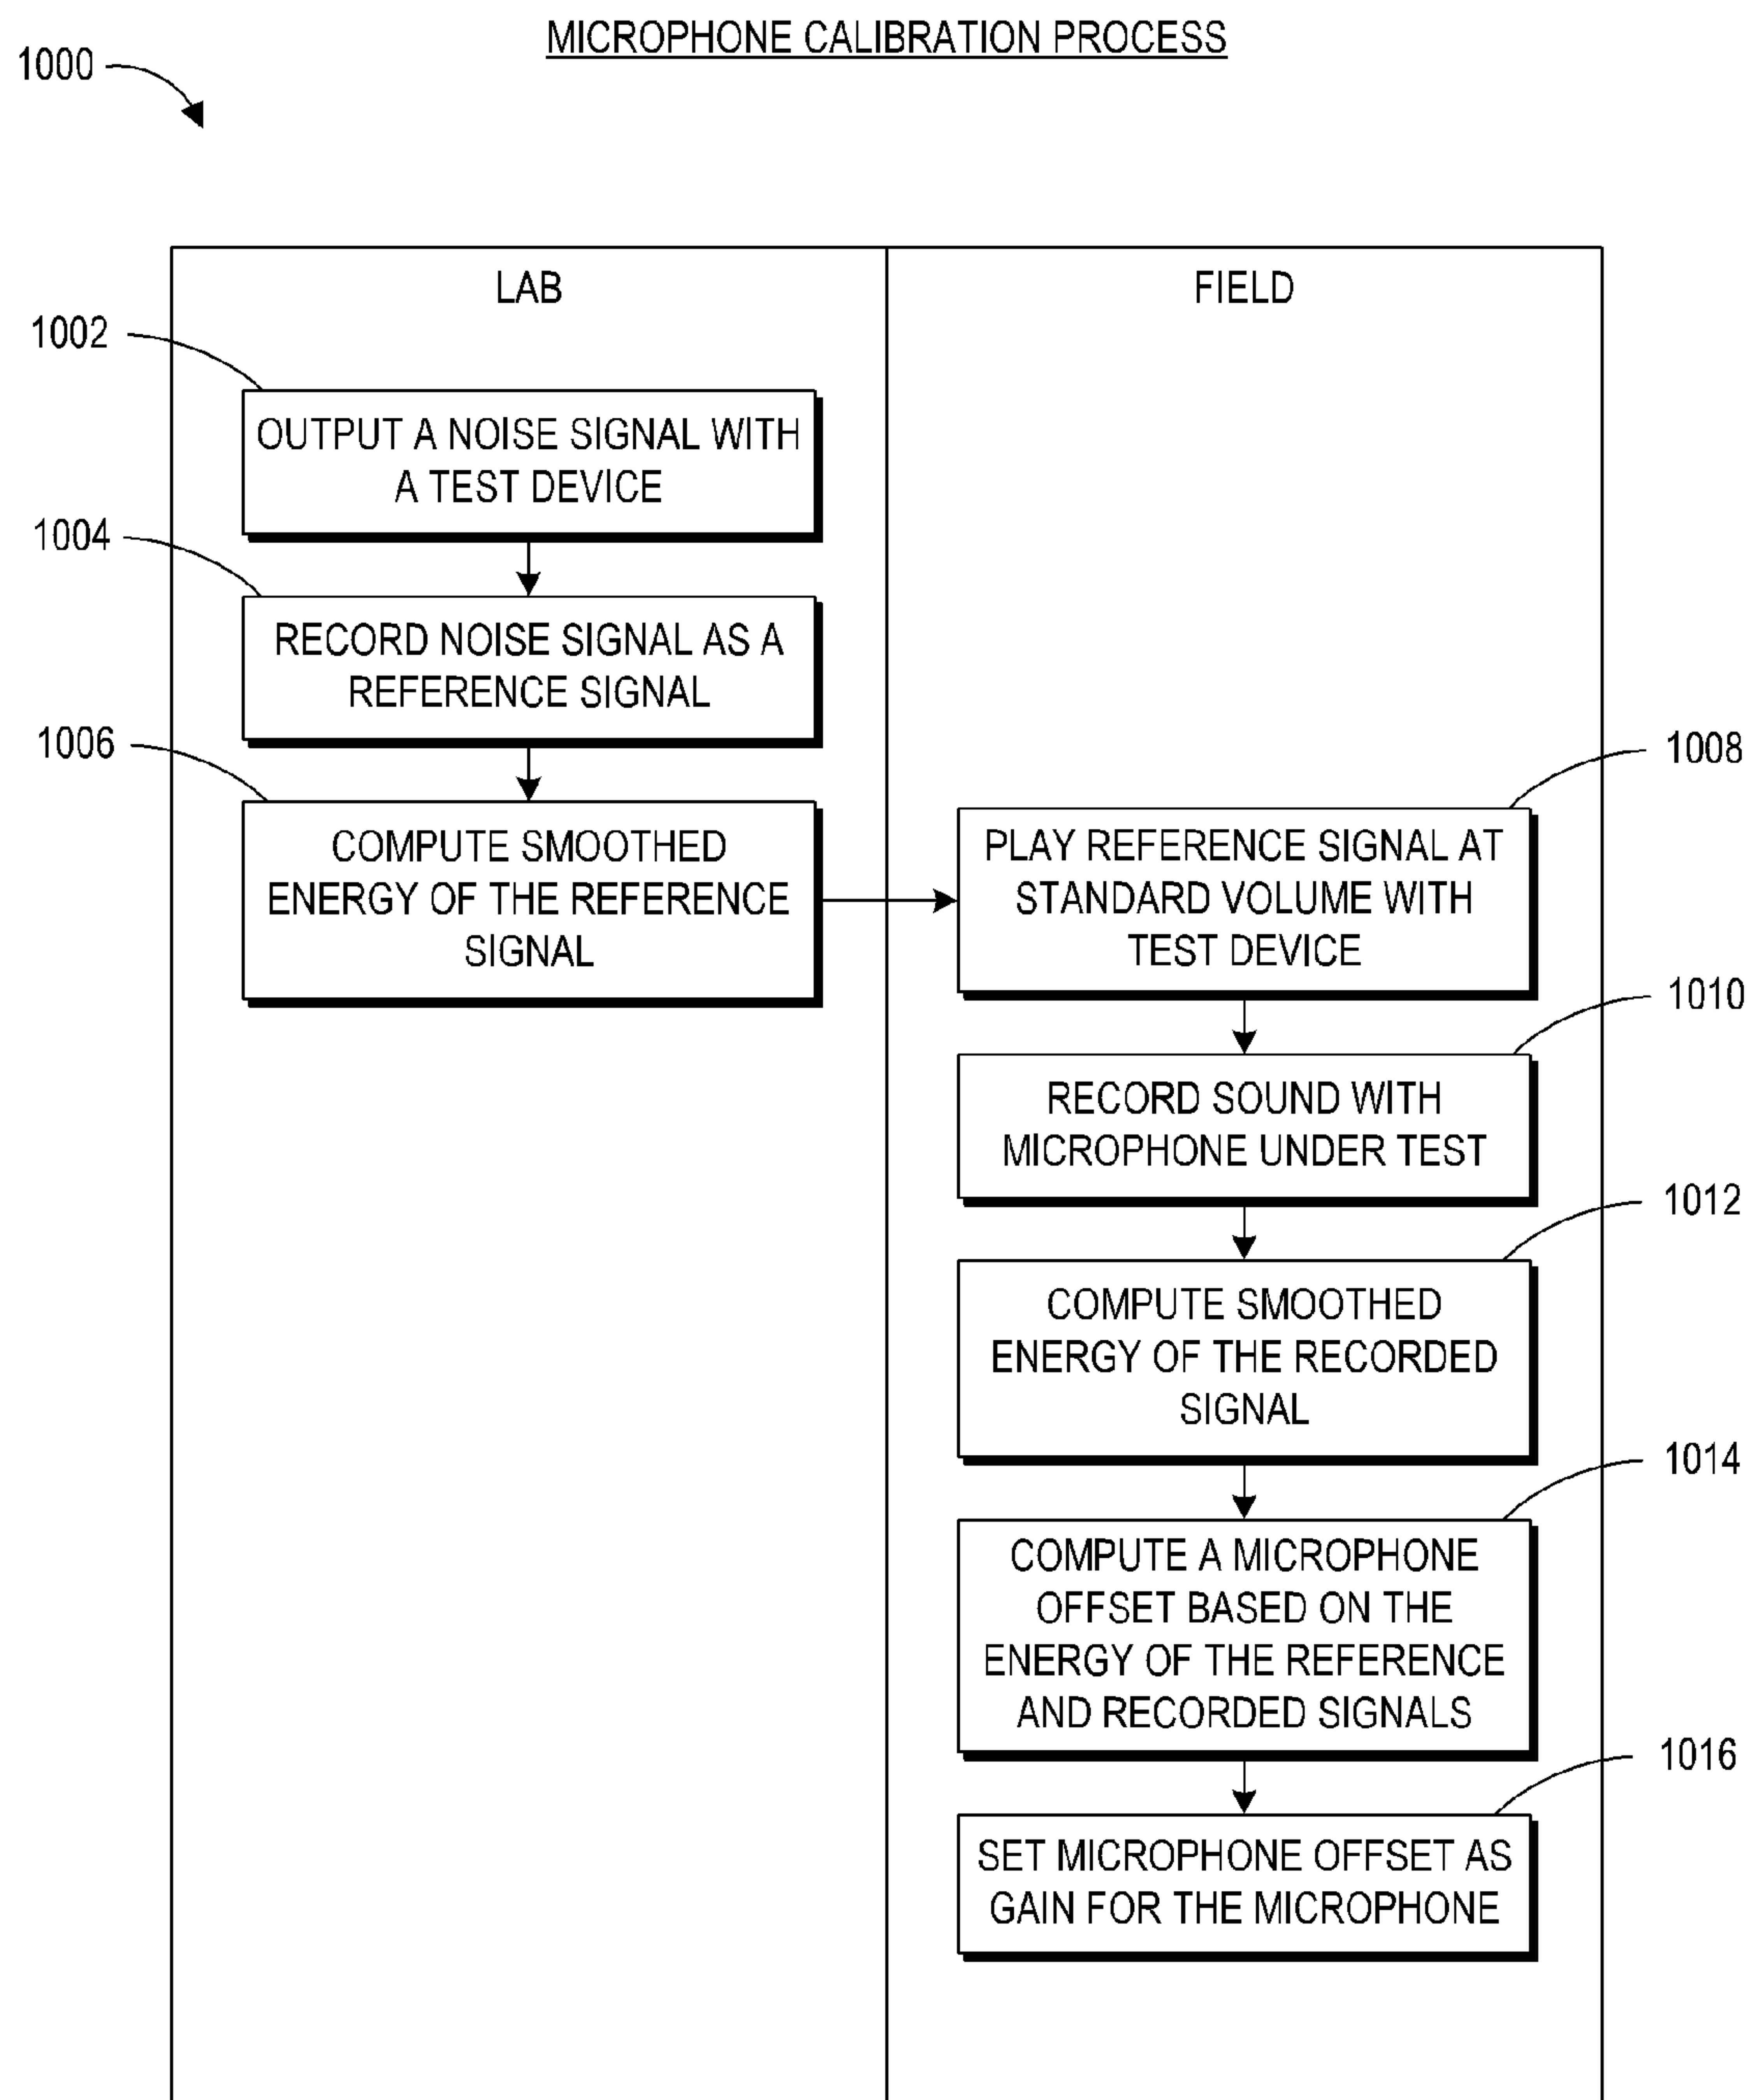 MICROPHONE CALIBRATION PROCESS
1000
LAB
FIELD
1002
OUTPUT A NOISE SIGNAL WITH
A TEST DEVICE
1004
RECORD NOISE SIGNAL AS A
REFERENCE SIGNAL
1006
COMPUTE SMOOTHED
ENERGY OF THE REFERENCE
SIGNAL
1008
PLAY REFERENCE SIGNAL AT
STANDARD VOLUME WITH
TEST DEVICE
1010
RECORD SOUND WITH
MICROPHONE UNDER TEST
1012
COMPUTE SMOOTHED
ENERGY OF THE RECORDED
SIGNAL
1014
COMPUTE A MICROPHONE
OFFSET BASED ON THE
ENERGY OF THE REFERENCE
AND RECORDED SIGNALS
1016
SET MICROPHONE OFFSET AS
GAIN FOR THE MICROPHONE